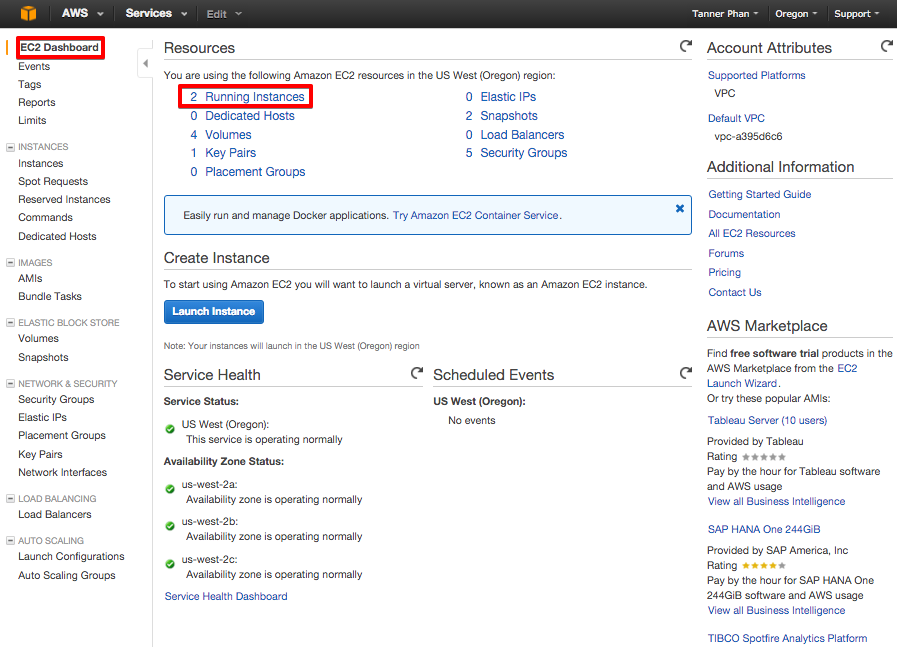 AWS Services Edit Tanner Phan Oregon Support
EC2 Dashboard
Events
Tags
Reports
Limits
INSTANCES
Instances
Spot Requests
Reserved Instances
Commands
Dedicated Hosts
IMAGES
AMIs
Bundle Tasks
ELASTIC BLOCK STORE
Volumes
Snapshots
NETWORK & SECURITY
Security Groups
Elastic IPs
Placement Groups
Key Pairs
Network Interfaces
LOAD BALANCING
Load Balancers
AUTO SCALING
Launch Configurations
Auto Scaling Groups
Resources
You are using the following Amazon EC2 resources in the US West (Oregon) region:
2 Running Instances
0 Dedicated Hosts
4 Volumes
1 Key Pairs
0 Placement Groups
0 Elastic IPs
2 Snapshots
0 Load Balancers
5 Security Groups
Easily run and manage Docker applications. Try Amazon EC2 Container Service.
Create Instance
To start using Amazon EC2 you will want to launch a virtual server, known as an Amazon EC2 instance.
Launch Instance
Note: Your instances will launch in the US West (Oregon) region
Service Health
Service Status:
US West (Oregon):
This service is operating normally
Availability Zone Status:
us-west-2a:
Availability zone is operating normally
us-west-2b:
Availability zone is operating normally
us-west-2c:
Availability zone is operating normally
Service Health Dashboard
Scheduled Events
US West (Oregon):
No events
Account Attributes
Supported Platforms
VPC
Default VPC
vpc-a395d6c6
Additional Information
Getting Started Guide
Documentation
All EC2 Resources
Forums
Pricing
Contact Us
AWS Marketplace
Find free software trial products in the
AWS Marketplace from the EC2
Launch Wizard.
Or try these popular AMIs:
Tableau Server (10 users)
Provided by Tableau
Rating
Pay by the hour for Tableau software
and AWS usage
View all Business Intelligence
SAP HANA One 244GiB
Provided by SAP America, Inc
Rating
Pay by the hour for SAP HANA One
244GiB software and AWS usage
View all Business Intelligence
TIBCO Spotfire Analytics Platform